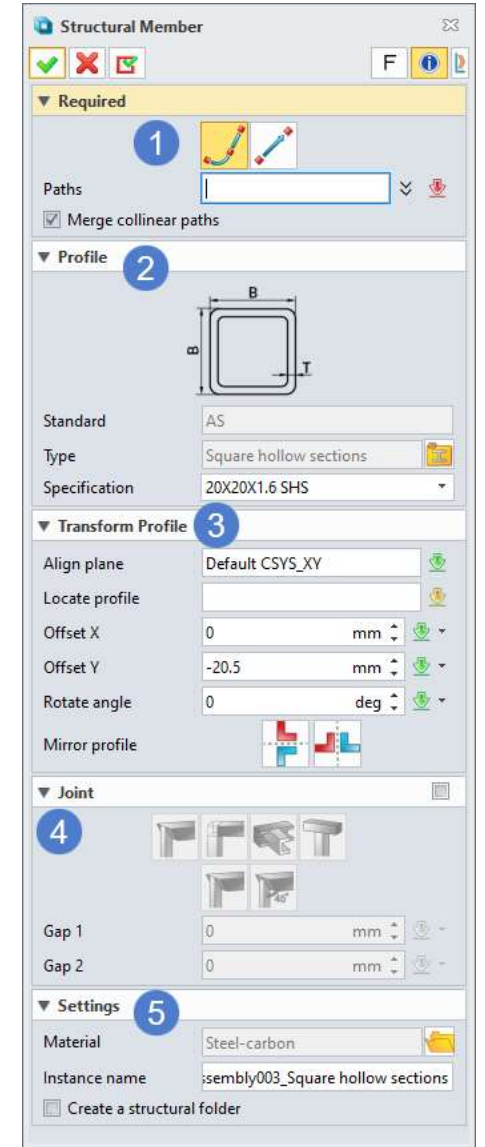 Structural Member
F
Required
1
Paths
Merge collinear paths
Profile
2
B
B
T
Standard AS
Type Square hollow sections
Specification 20X20X1.6 SHS
Transform Profile 3
Align plane Default CSYS_XY
Locate profile
Offset X 0 mm
Offset Y -20.5 mm
Rotate angle 0 deg
Mirror profile
Joint
4
45°
Gap 1 0 mm
Gap 2 0 mm
Settings
5
Material Steel-carbon
Instance name ssembly003_Square hollow sections
Create a structural folder